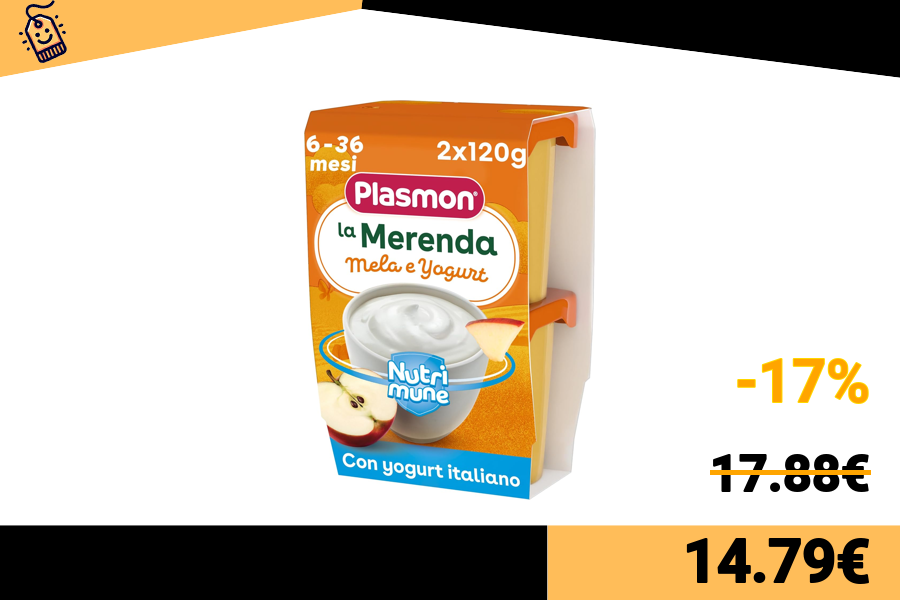 6-36
mesi
2x120g
Plasmon®
la Merenda
Mela e Yogurt
Nutri
mune
Con yogurt italiano
-17%
17.88€
14.79€